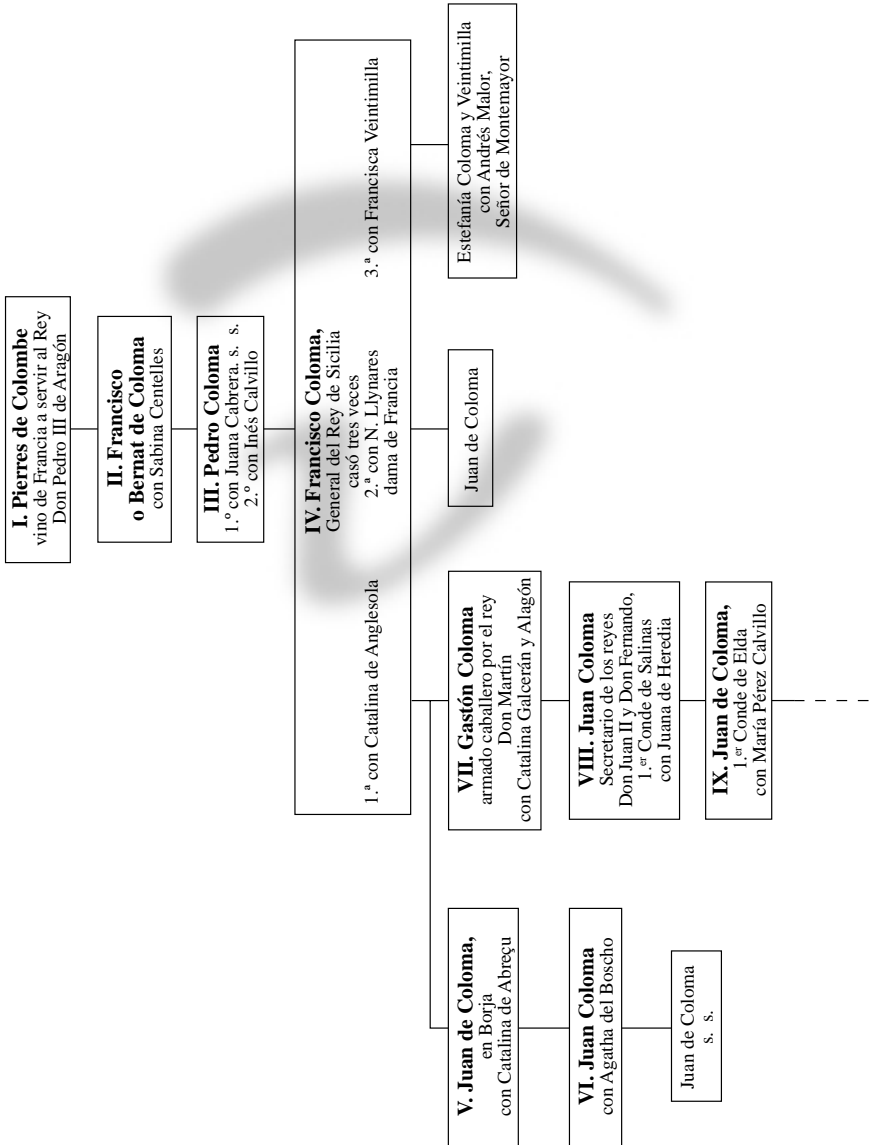 I. Pierres de Colombe
vino de Francia a servir al Rey
Don Pedro III de Aragón
II. Francisco
o Bernat de Coloma
con Sabina Centelles
III. Pedro Coloma
1.º con Juana Cabrera. s. s.
2.º con Inés Calvillo
IV. Francisco Coloma,
General del Rey de Sicilia
casó tres veces
1.ª con Catalina de Anglesola
2.ª con N. Llynares
dama de Francia
3.ª con Francisca Veintimilla
V. Juan de Coloma,
en Borja
con Catalina de Abreçu
VI. Juan Coloma
con Agatha del Boscho
Juan de Coloma
s. s.
VII. Gastón Coloma
armado caballero por el rey
Don Martín
con Catalina Galcerán y Alagón
VIII. Juan Coloma
Secretario de los reyes
Don Juan II y Don Fernando,
1.er Conde de Salinas
con Juana de Heredia
IX. Juan de Coloma,
1.er Conde de Elda
con María Pérez Calvillo
Juan de Coloma
Estefanía Coloma y Veintimilla
con Andrés Malor,
Señor de Montemayor